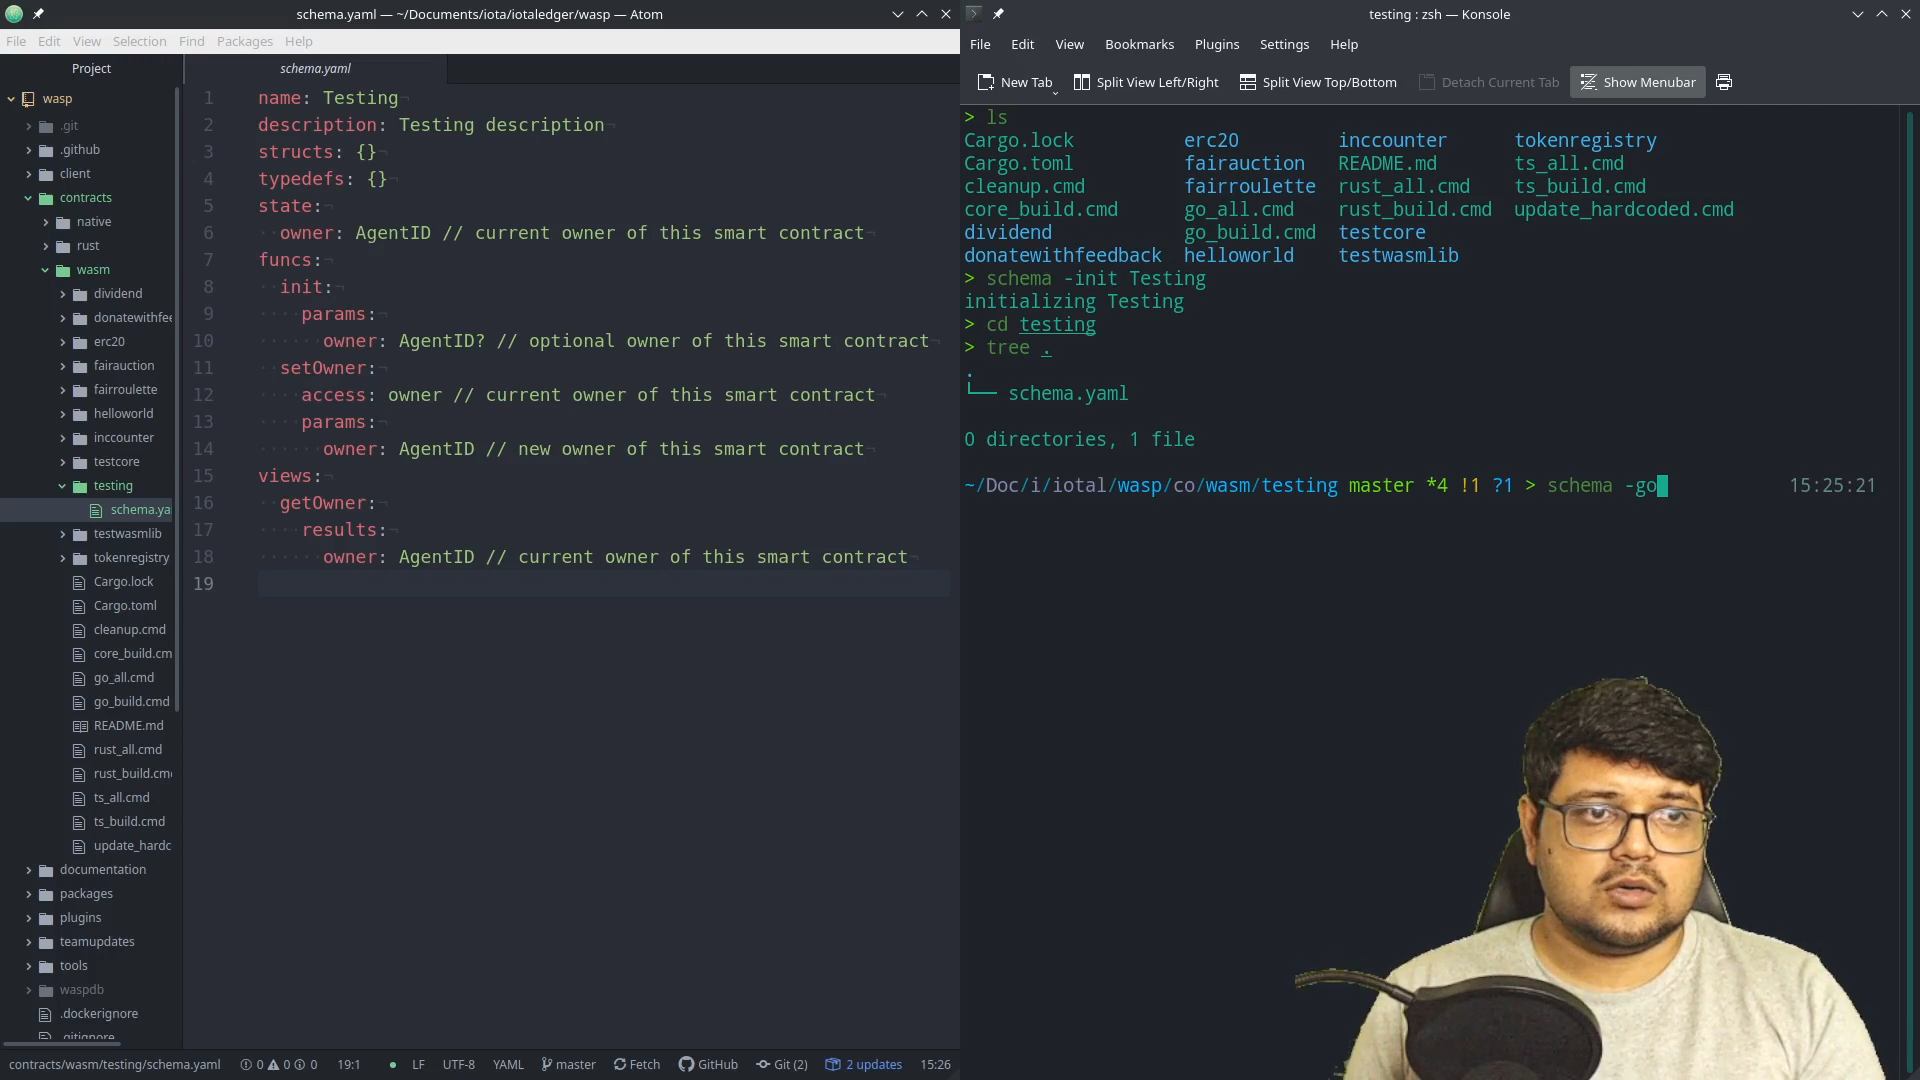 schema.yaml — ~/Documents/iota/iotaledger/wasp — Atom
File Edit View Selection Find Packages Help
Project
wasp
.git
.github
client
contracts
native
rust
wasm
dividend
donatewithfee
erc20
fairauction
fairroulette
helloworld
inccounter
testcore
testing
schema.ya
testwasmlib
tokenregistry
Cargo.lock
Cargo.toml
cleanup.cmd
core_build.cm
go_all.cmd
go_build.cmd
README.md
rust_all.cmd
rust_build.cm
ts_all.cmd
ts_build.cmd
update_hardc
documentation
packages
plugins
teamupdates
tools
waspdb
.dockerignore
.gitignore
schema.yaml
1 name: Testing
2 description: Testing description
3 structs: {}
4 typedefs: {}
5 state:
6 owner: AgentID // current owner of this smart contract
7 funcs:
8 init:
9 params:
10 owner: AgentID? // optional owner of this smart contract
11 setOwner:
12 access: owner // current owner of this smart contract
13 params:
14 owner: AgentID // new owner of this smart contract
15 views:
16 getOwner:
17 results:
18 owner: AgentID // current owner of this smart contract
19
contracts/wasm/testing/schema.yaml 0 0 0 19:1 LF UTF-8 YAML master Fetch GitHub Git (2) 2 updates 15:26
testing : zsh — Konsole
File Edit View Bookmarks Plugins Settings Help
New Tab Split View Left/Right Split View Top/Bottom Detach Current Tab Show Menubar
> ls
Cargo.lock erc20 inccounter tokenregistry
Cargo.toml fairauction README.md ts_all.cmd
cleanup.cmd fairroulette rust_all.cmd ts_build.cmd
core_build.cmd go_all.cmd rust_build.cmd update_hardcoded.cmd
dividend go_build.cmd testcore
donatewithfeedback helloworld testwasmlib
> schema -init Testing
initializing Testing
> cd testing
> tree .
.
└── schema.yaml
0 directories, 1 file
~/Doc/i/iotal/wasp/co/wasm/testing master *4 !1 ?1 > schema -go 15:25:21